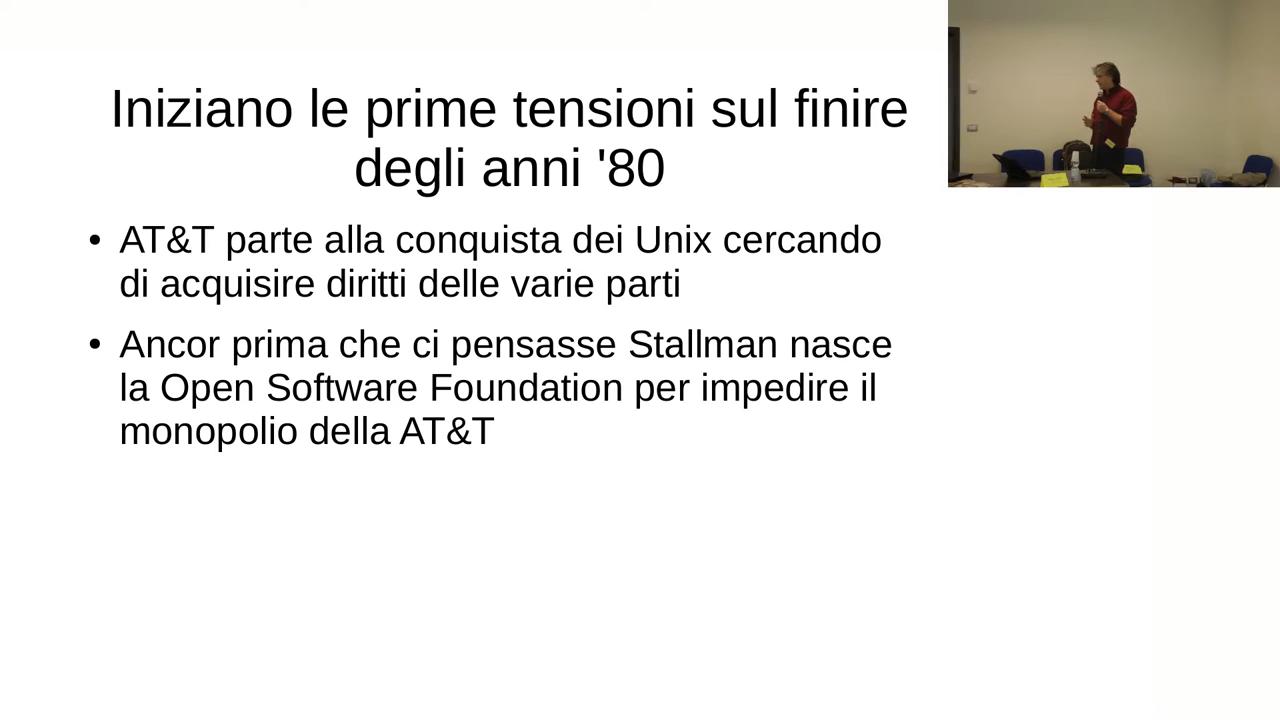 Iniziano le prime tensioni sul finire
degli anni '80
• AT&T parte alla conquista dei Unix cercando
di acquisire diritti delle varie parti
• Ancor prima che ci pensasse Stallman nasce
la Open Software Foundation per impedire il
monopolio della AT&T